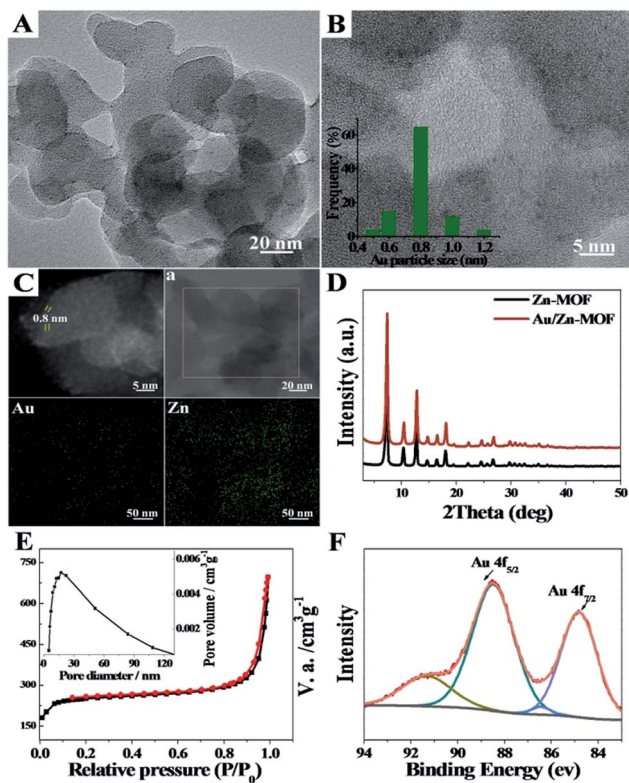 A
20 nm
B
Frequency (%)
60
40
20
0
0.4 0.6 0.8 1.0 1.2
Au particle size (nm)
5 nm
C
0.8 nm
5 nm
a
20 nm
Au
50 nm
Zn
50 nm
D
Zn-MOF
Au/Zn-MOF
Intensity (a.u.)
10 20 30 40 50
2Theta (deg)
E
750
600
450
300
150
0.006
0.004
0.002
0.000
Pore volume / cm³g⁻¹
0 30 60 90 120
Pore diameter / nm
V. a. /cm³g⁻¹
0.0 0.2 0.4 0.6 0.8 1.0
Relative pressure (P/P₀)
F
Au 4f5/2
Au 4f7/2
Intensity
94 92 90 88 86 84
Binding Energy (ev)